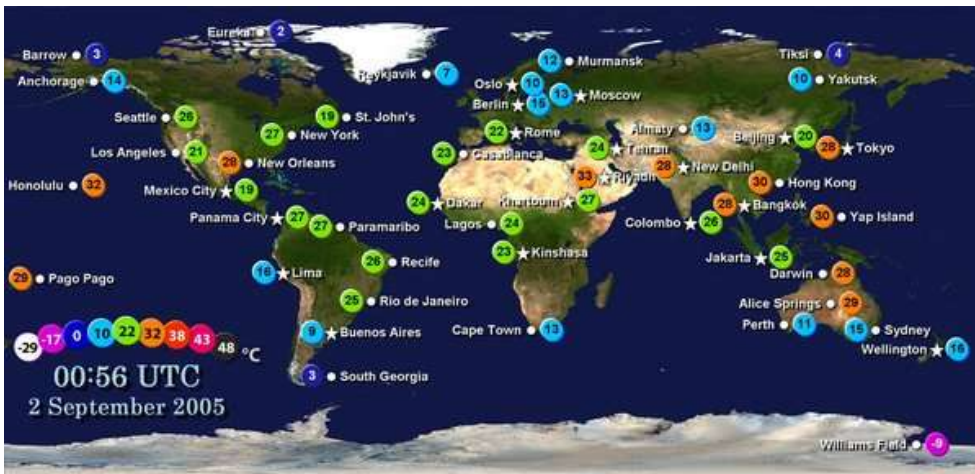 Eureka 2
Barrow 3
Tiksi 4
Anchorage 14
Reykjavik 7
12 Murmansk
10 Yakutsk
Oslo 10
13 Moscow
Berlin 15
Seattle 26
19 St. John's
27 New York
22 Rome
Almaty 13
Beijing 20
28 Tokyo
Los Angeles 21
28 New Orleans
23 Casablanca
24 Tehran
28 New Delhi
33 Riyadh
30 Hong Kong
Honolulu 32
Mexico City 19
24 Dakar
Khartoum 27
28 Bangkok
Panama City 27
27 Paramaribo
Lagos 24
Colombo 26
30 Yap Island
23 Kinshasa
Jakarta 25
26 Recife
16 Lima
29 Pago Pago
Darwin 28
25 Rio de Janeiro
Alice Springs 29
9 Buenos Aires
Cape Town 13
Perth 11
15 Sydney
Wellington 16
-29 -17 0 10 22 32 38 43 48 °C
00:56 UTC
2 September 2005
3 South Georgia
Williams Field -9